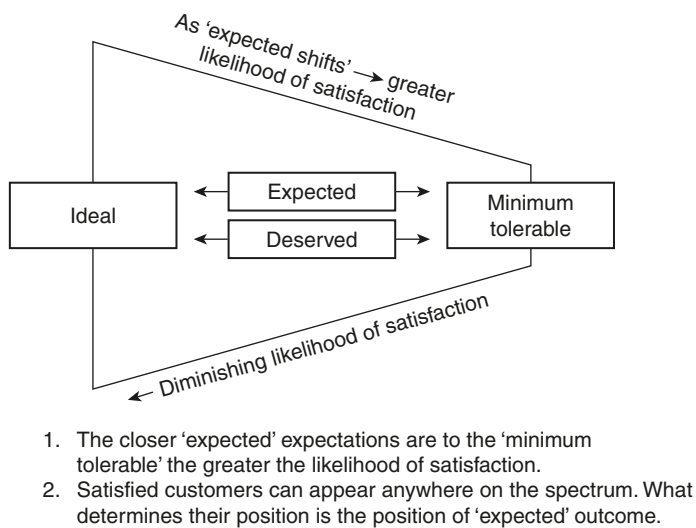 As ‘expected shifts’ → greater
likelihood of satisfaction
Ideal
Expected
Deserved
Minimum
tolerable
← Diminishing likelihood of satisfaction
1. The closer ‘expected’ expectations are to the ‘minimum
tolerable’ the greater the likelihood of satisfaction.
2. Satisfied customers can appear anywhere on the spectrum. What
determines their position is the position of ‘expected’ outcome.